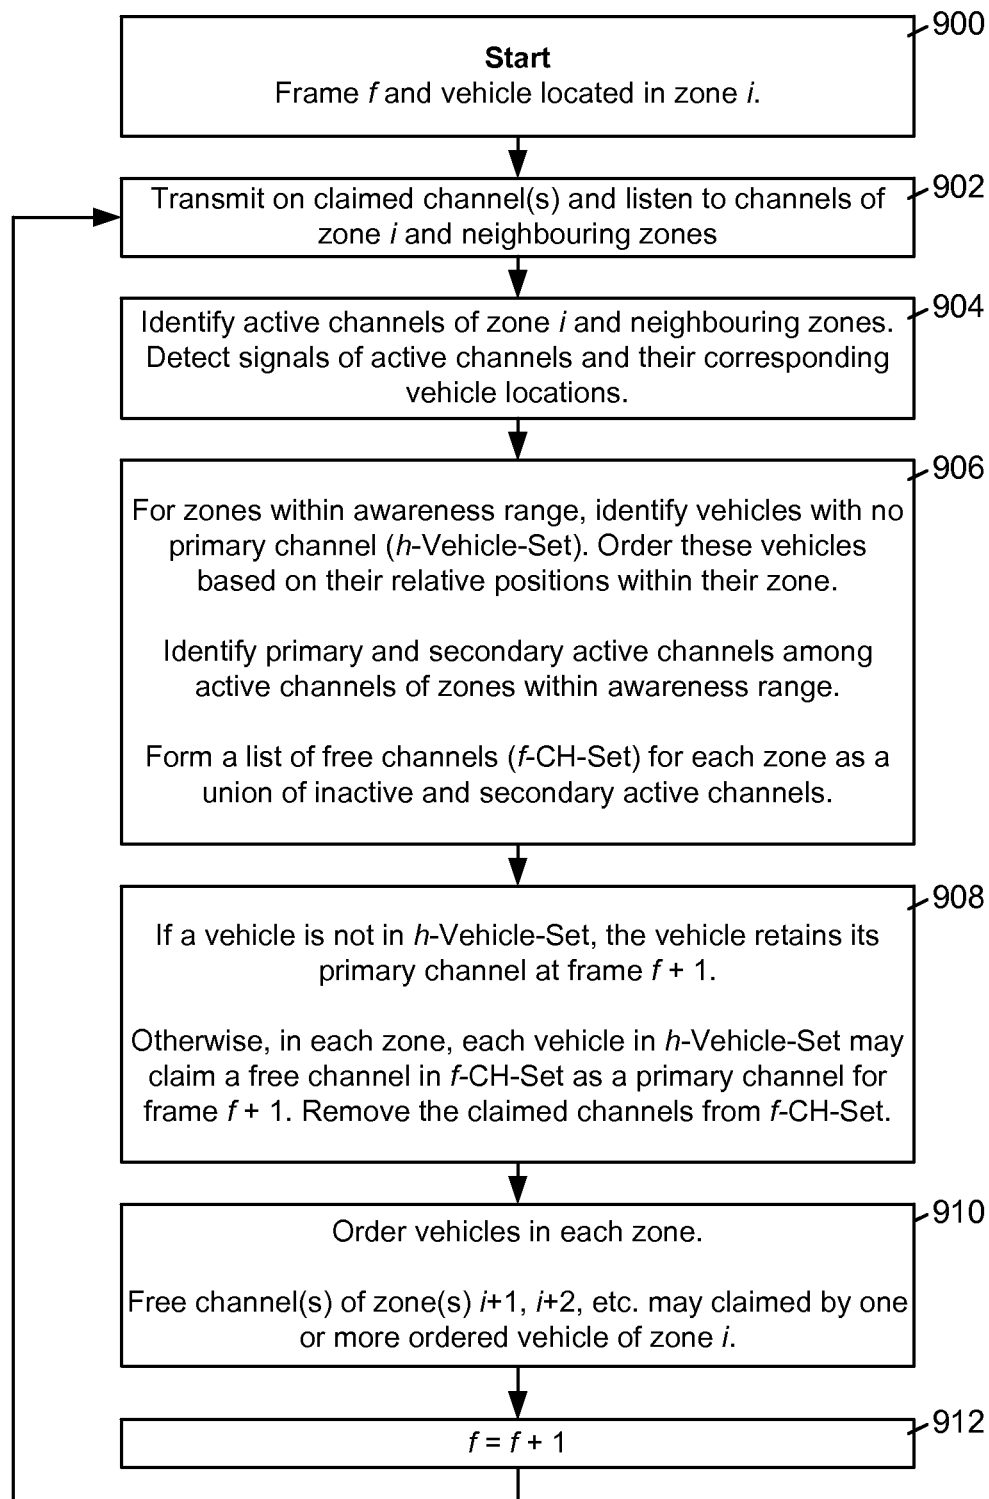 900
Start
Frame f and vehicle located in zone i.
902
Transmit on claimed channel(s) and listen to channels of
zone i and neighbouring zones
904
Identify active channels of zone i and neighbouring zones.
Detect signals of active channels and their corresponding
vehicle locations.
906
For zones within awareness range, identify vehicles with no
primary channel (h-Vehicle-Set). Order these vehicles
based on their relative positions within their zone.
Identify primary and secondary active channels among
active channels of zones within awareness range.
Form a list of free channels (f-CH-Set) for each zone as a
union of inactive and secondary active channels.
908
If a vehicle is not in h-Vehicle-Set, the vehicle retains its
primary channel at frame f + 1.
Otherwise, in each zone, each vehicle in h-Vehicle-Set may
claim a free channel in f-CH-Set as a primary channel for
frame f + 1. Remove the claimed channels from f-CH-Set.
910
Order vehicles in each zone.
Free channel(s) of zone(s) i+1, i+2, etc. may claimed by one
or more ordered vehicle of zone i.
912
f = f + 1